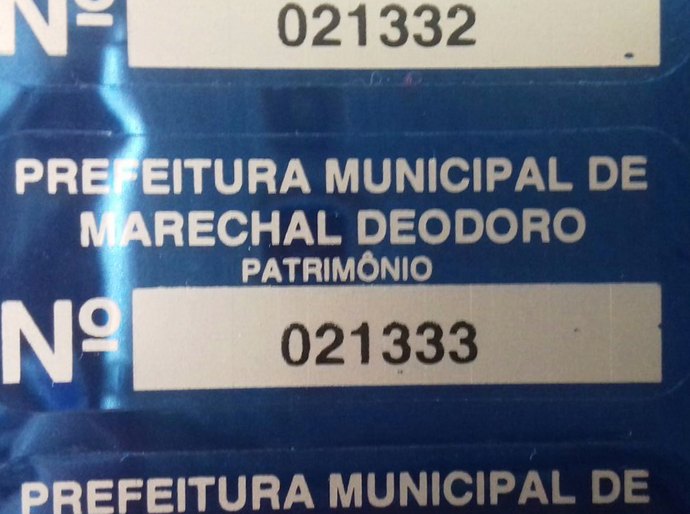 Nº 021332
PREFEITURA MUNICIPAL DE
MARECHAL DEODORO
PATRIMÔNIO
Nº 021333
PREFEITURA MUNICIPAL DE